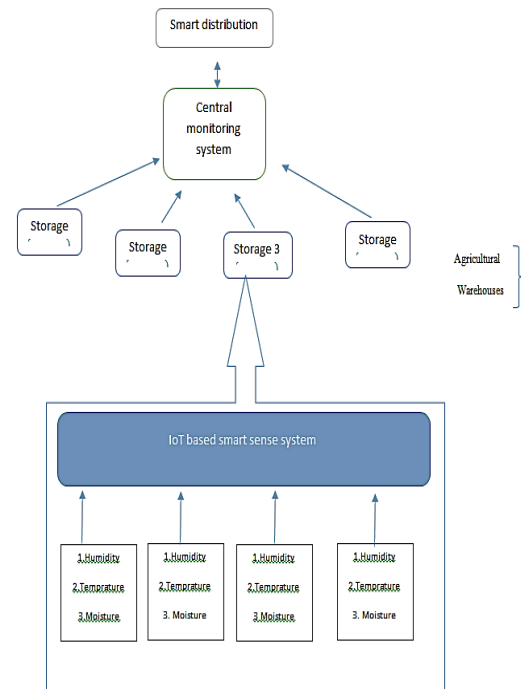 Smart distribution
Central
monitoring
system
Storage
Storage
Storage 3
Storage
Agricultural
Warehouses
IoT based smart sense system
1.Humidity
2.Temprature
3.Moisture
1.Humidity
2.Temprature
3. Moisture
1.Humidity
2.Temprature
3.Moisture
1.Humidity
2.Temprature
3. Moisture